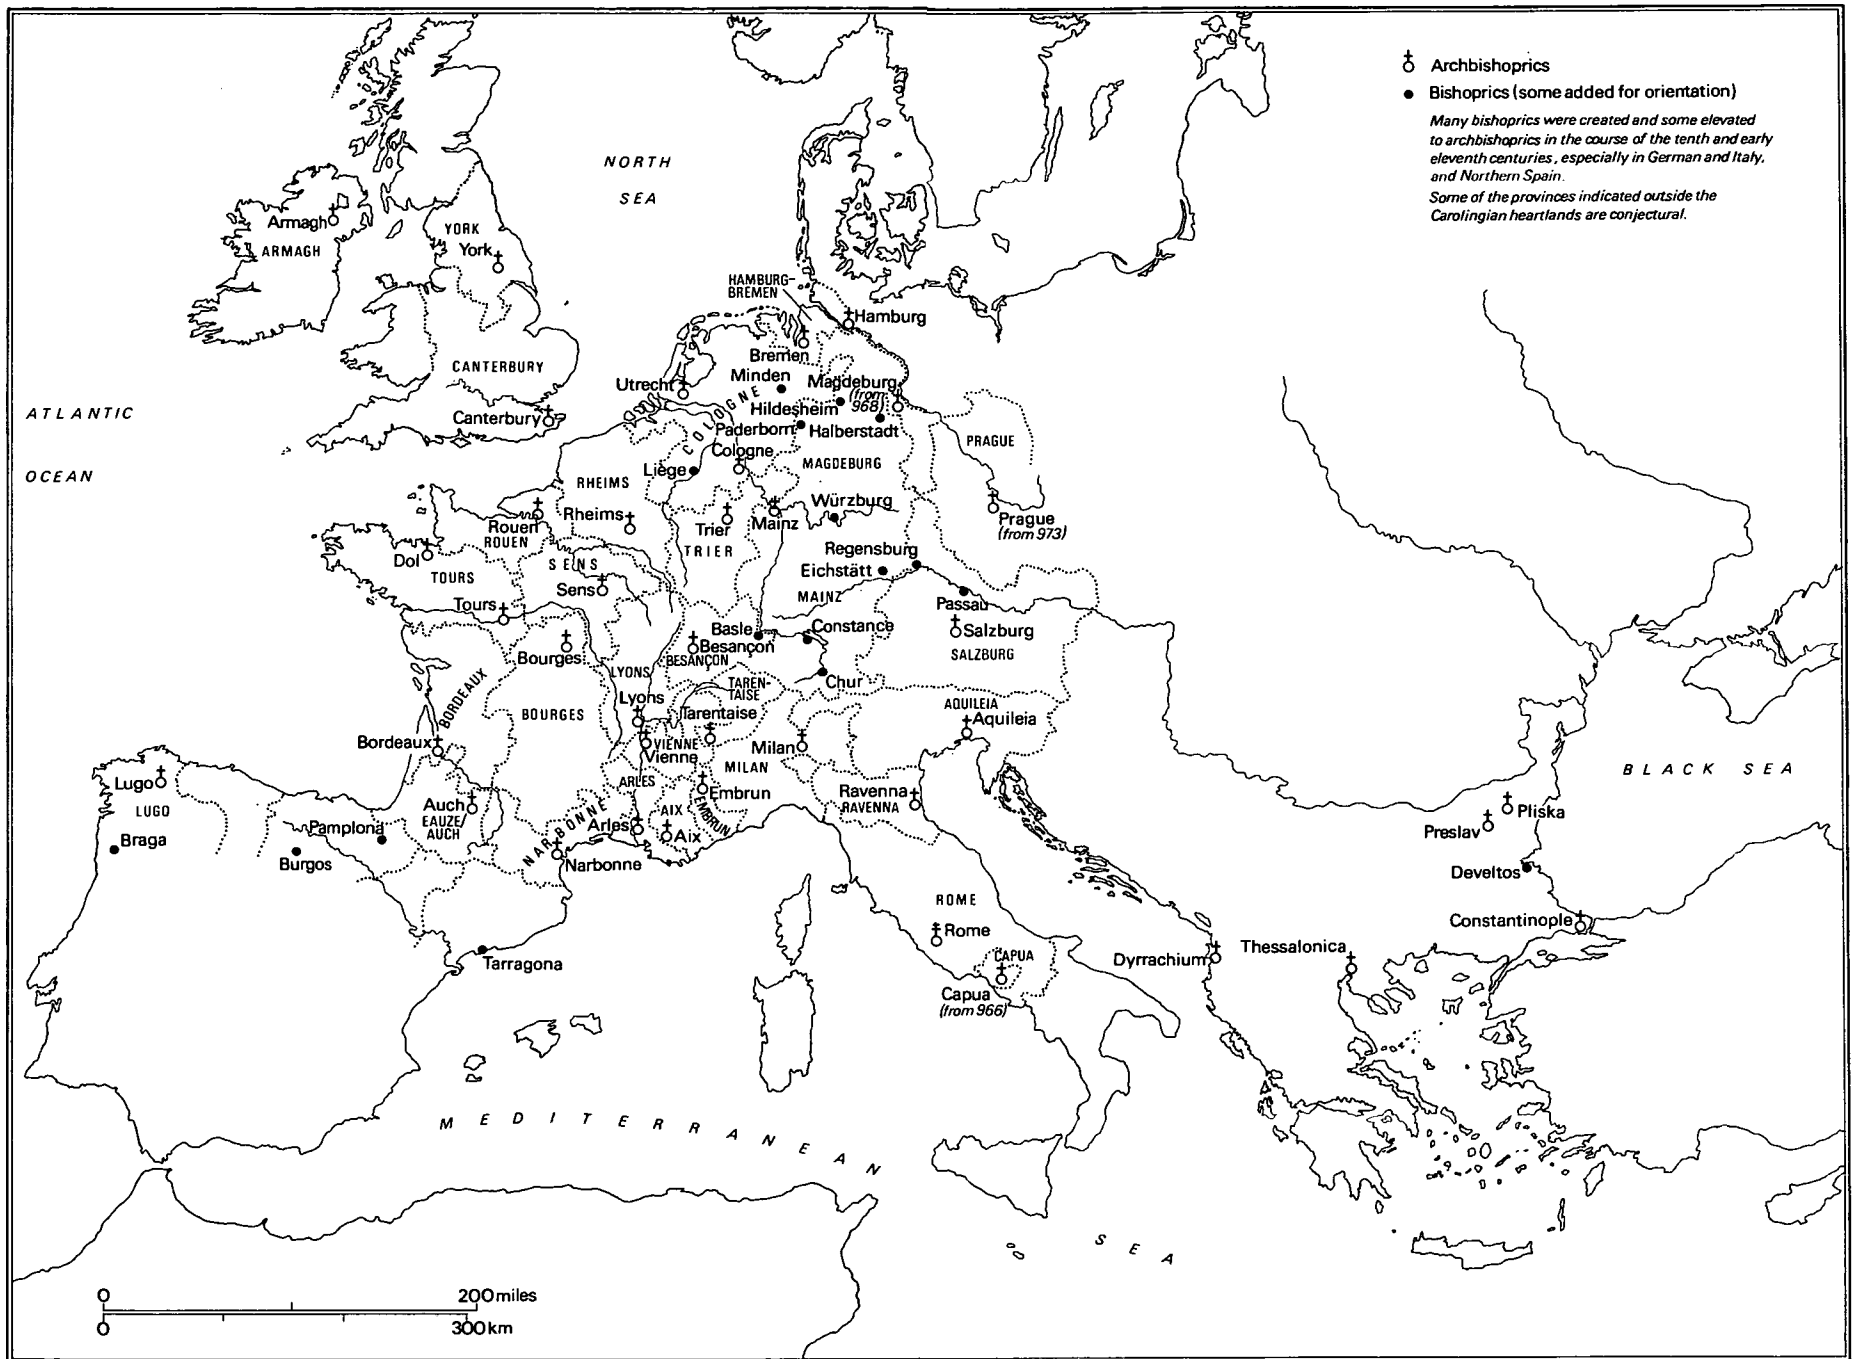 Archbishoprics
Bishoprics (some added for orientation)
Many bishoprics were created and some elevated
to archbishoprics in the course of the tenth and early
eleventh centuries, especially in German and Italy,
and Northern Spain.
Some of the provinces indicated outside the
Carolingian heartlands are conjectural.
NORTH
SEA
Armagh
ARMAGH
YORK
York
HAMBURG-
BREMEN
Hamburg
Bremen
CANTERBURY
Canterbury
Utrecht
Minden
Magdeburg
(from
968)
Hildesheim
COLOGNE
Paderborn
Halberstadt
ATLANTIC
OCEAN
PRAGUE
Cologne
MAGDEBURG
Liège
RHEIMS
Rheims
Rouen
ROUEN
Trier
TRIER
Mainz
Würzburg
Prague
(from 973)
Dol
TOURS
SENS
Sens
Regensburg
Eichstätt
MAINZ
Passau
Tours
Basle
Constance
Salzburg
SALZBURG
Bourges
Besançon
BESANÇON
LYONS
Chur
TAREN-
TAISE
Lyons
BORDEAUX
BOURGES
Tarentaise
AQUILEIA
Aquileia
Bordeaux
VIENNE
Vienne
Milan
MILAN
BLACK SEA
Lugo
LUGO
ARLES
Embrun
EMBRUN
Ravenna
RAVENNA
Auch
EAUZE/
AUCH
AIX
Aix
Arles
NARBONNE
Narbonne
Pliska
Preslav
Braga
Pamplona
Burgos
Develtos
ROME
Rome
Constantinople
Tarragona
CAPUA
Capua
(from 966)
Dyrrachium
Thessalonica
MEDITERRANEAN
SEA
0 200 miles
0 300 km